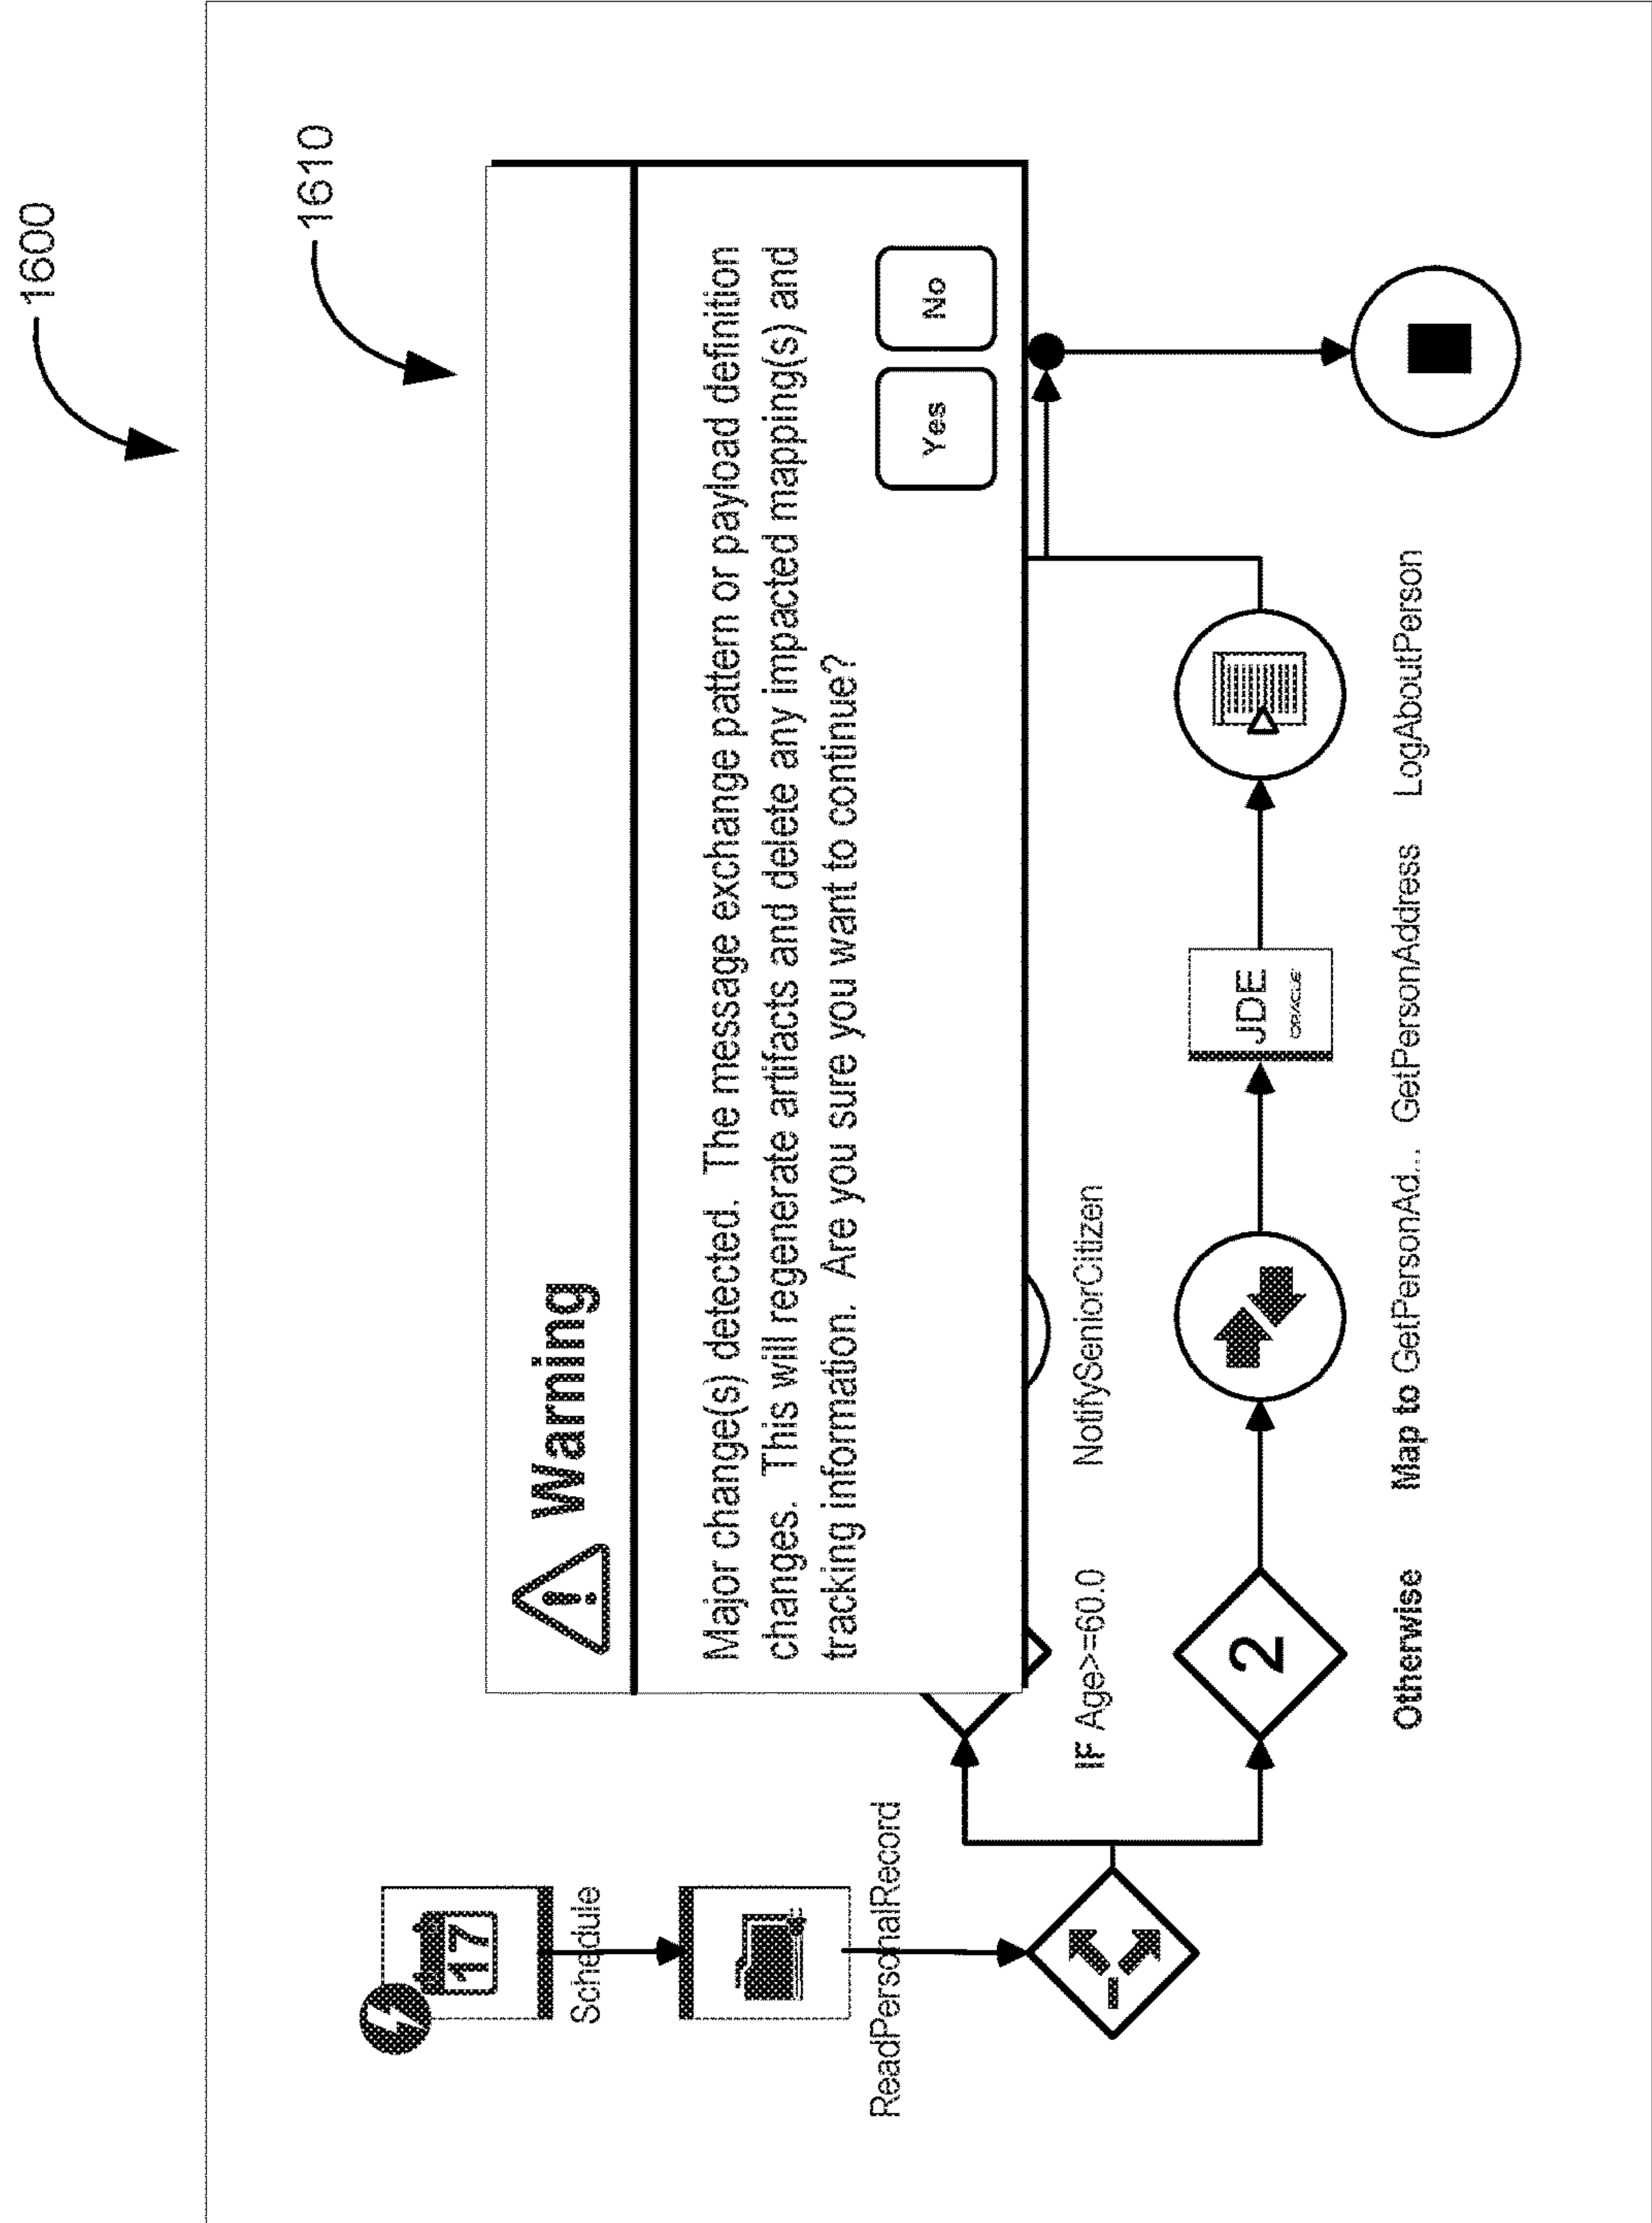 1600
1610
Warning
Major change(s) detected. The message exchange pattern or payload definition
changes. This will regenerate artifacts and delete any impacted mapping(s) and
tracking information. Are you sure you want to continue?
Yes
No
17
Schedule
ReadPersonalRecord
IF Age>=60.0
NotifySeniorCitizen
2
JDE
ORACLE
Otherwise
Map to GetPersonAd...
GetPersonAddress
LogAboutPerson